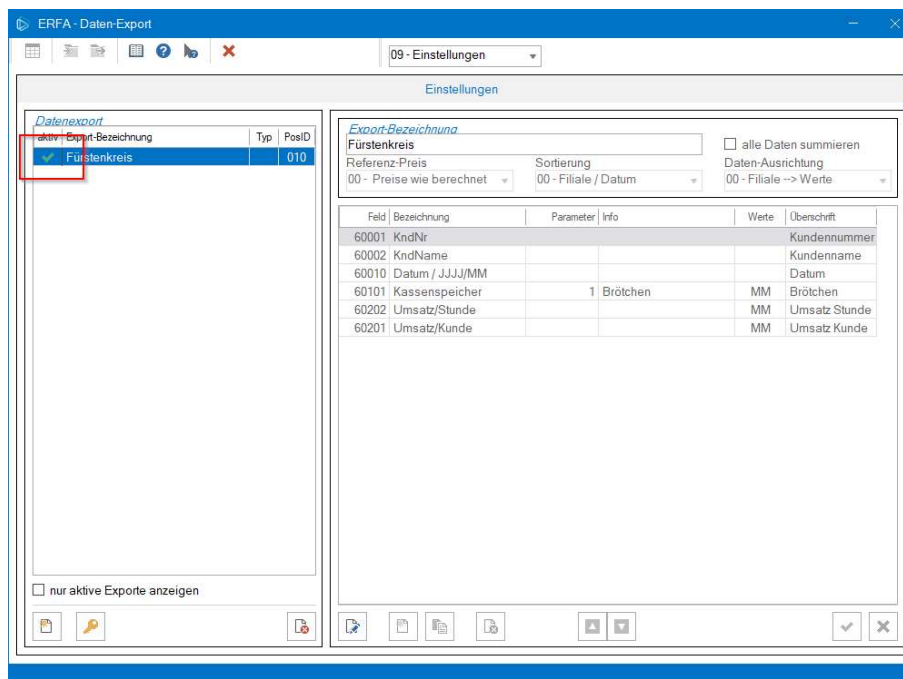 ERFA - Daten-Export
09 - Einstellungen
Einstellungen
Datenexport
aktiv Export-Bezeichnung Typ PosID
Fürstenkreis 010
nur aktive Exporte anzeigen
Export-Bezeichnung
Fürstenkreis
alle Daten summieren
Referenz-Preis Sortierung Daten-Ausrichtung
00 - Preise wie berechnet 00 - Filiale / Datum 00 - Filiale --> Werte
Feld Bezeichnung Parameter Info Werte Überschrift
60001 KndNr Kundennummer
60002 KndName Kundenname
60010 Datum / JJJJ/MM Datum
60101 Kassenspeicher 1 Brötchen MM Brötchen
60202 Umsatz/Stunde MM Umsatz Stunde
60201 Umsatz/Kunde MM Umsatz Kunde